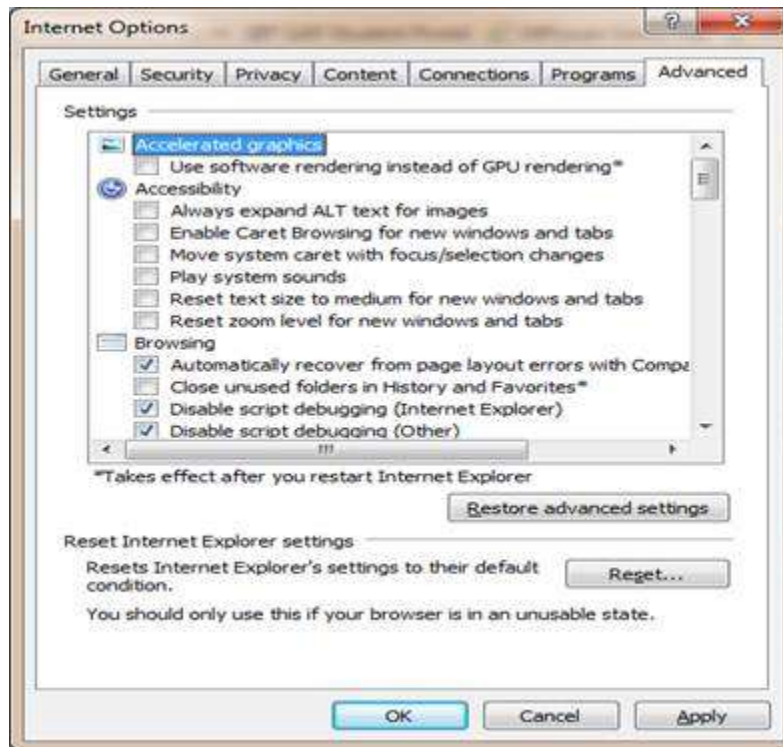 Internet Options
General Security Privacy Content Connections Programs Advanced
Settings
Accelerated graphics
Use software rendering instead of GPU rendering*
Accessibility
Always expand ALT text for images
Enable Caret Browsing for new windows and tabs
Move system caret with focus/selection changes
Play system sounds
Reset text size to medium for new windows and tabs
Reset zoom level for new windows and tabs
Browsing
Automatically recover from page layout errors with Compa
Close unused folders in History and Favorites*
Disable script debugging (Internet Explorer)
Disable script debugging (Other)
*Takes effect after you restart Internet Explorer
Restore advanced settings
Reset Internet Explorer settings
Resets Internet Explorer's settings to their default
condition.
Reset...
You should only use this if your browser is in an unusable state.
OK Cancel Apply